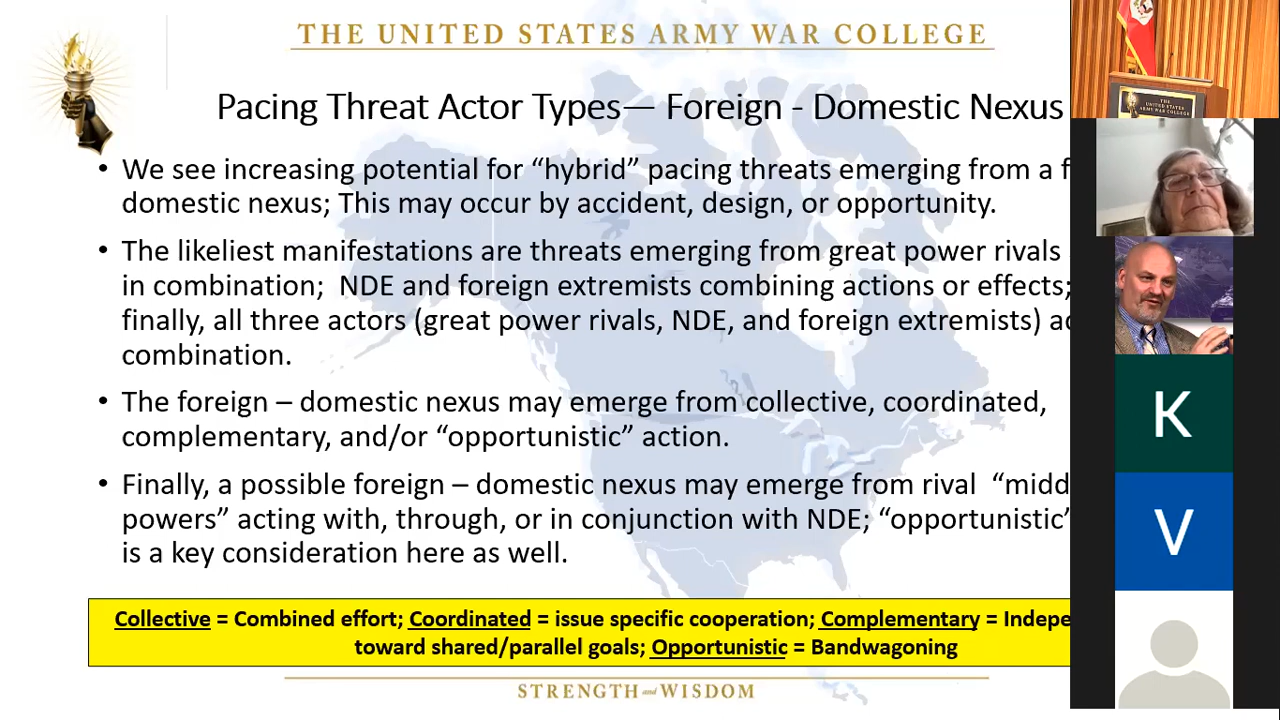 THE UNITED STATES ARMY WAR COLLEGE
Pacing Threat Actor Types— Foreign - Domestic Nexus
• We see increasing potential for “hybrid” pacing threats emerging from a
domestic nexus; This may occur by accident, design, or opportunity.
• The likeliest manifestations are threats emerging from great power rivals
in combination; NDE and foreign extremists combining actions or effects;
finally, all three actors (great power rivals, NDE, and foreign extremists)
combination.
• The foreign – domestic nexus may emerge from collective, coordinated,
complementary, and/or “opportunistic” action.
• Finally, a possible foreign – domestic nexus may emerge from rival
powers” acting with, through, or in conjunction with NDE; “opportunistic”
is a key consideration here as well.
Collective = Combined effort; Coordinated = issue specific cooperation; Complementary =
toward shared/parallel goals; Opportunistic = Bandwagoning
STRENGTH and WISDOM
THE
UNITED STATES
ARMY WAR COLLEGE
K
V